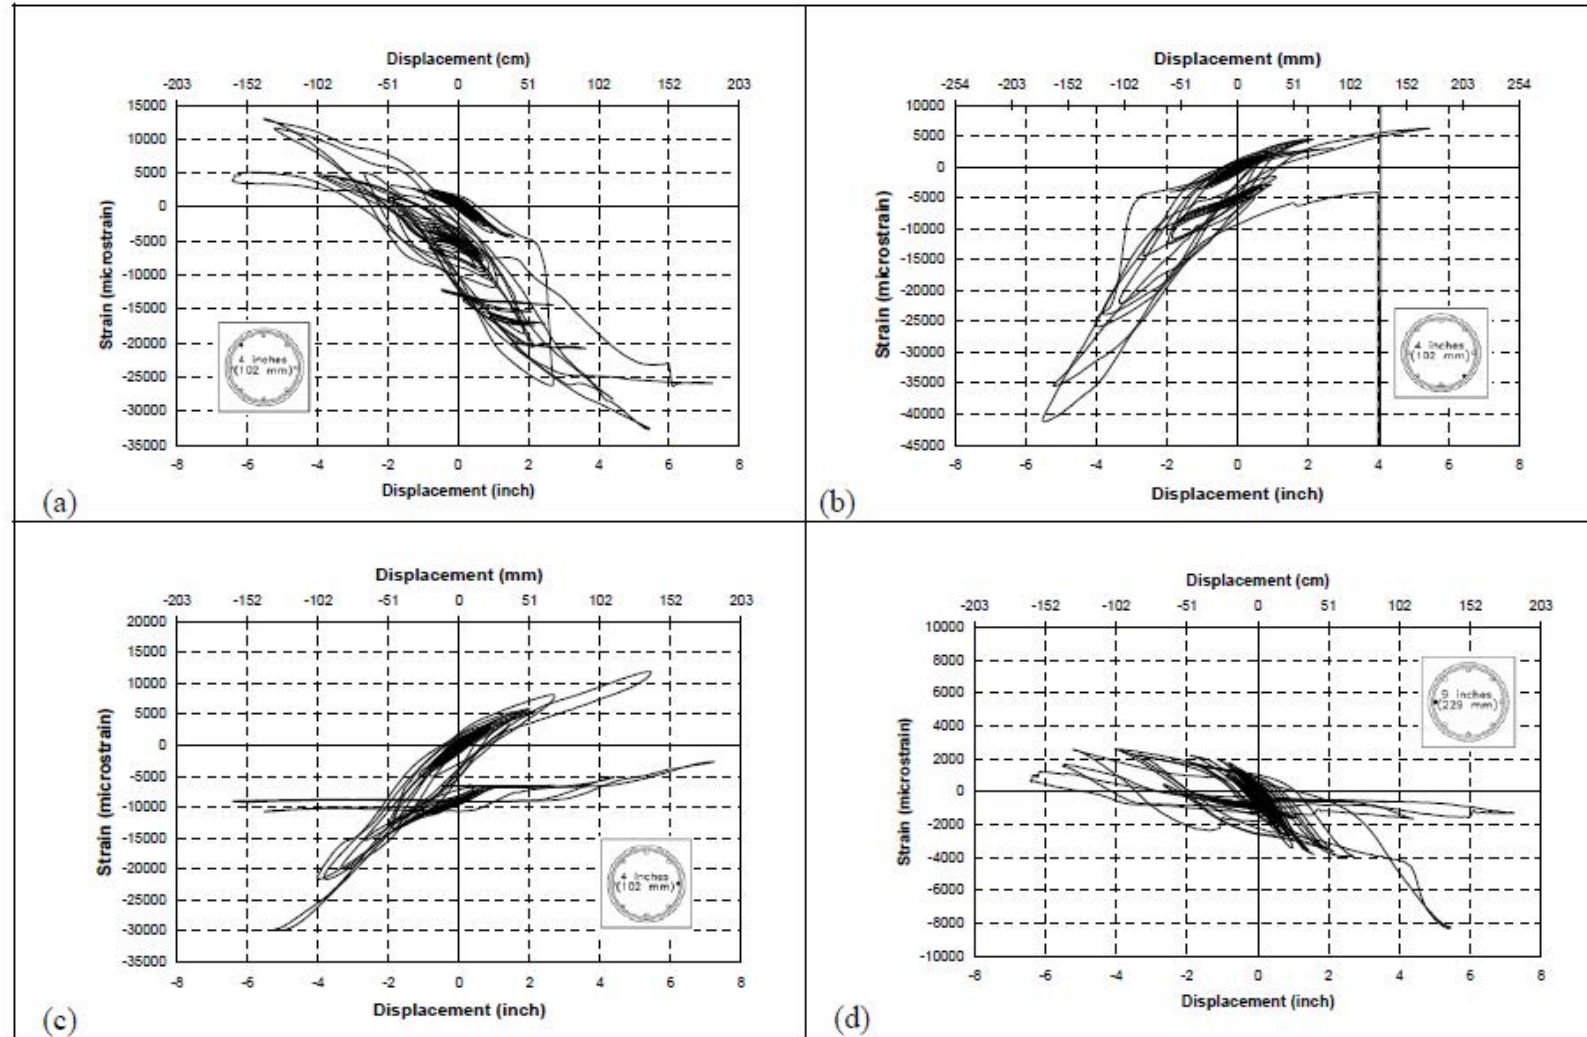 Displacement (cm)
-203 -152 -102 -51 0 51 102 152 203
15000
10000
5000
0
-5000
-10000
-15000
-20000
-25000
-30000
-35000
Strain (microstrain)
4 inches
(102 mm)
-8 -6 -4 -2 0 2 4 6 8
Displacement (inch)
(a)
Displacement (mm)
-254 -203 -152 -102 -51 0 51 102 152 203 254
10000
5000
0
-5000
-10000
-15000
-20000
-25000
-30000
-35000
-40000
-45000
Strain (microstrain)
4 inches
(102 mm)
-8 -6 -4 -2 0 2 4 6 8
Displacement (inch)
(b)
Displacement (mm)
-203 -152 -102 -51 0 51 102 152 203
20000
15000
10000
5000
0
-5000
-10000
-15000
-20000
-25000
-30000
-35000
Strain (microstrain)
4 inches
(102 mm)
-8 -6 -4 -2 0 2 4 6 8
Displacement (inch)
(c)
Displacement (cm)
-203 -152 -102 -51 0 51 102 152 203
10000
8000
6000
4000
2000
0
-2000
-4000
-6000
-8000
-10000
Strain (microstrain)
9 inches
(229 mm)
-8 -6 -4 -2 0 2 4 6 8
Displacement (inch)
(d)